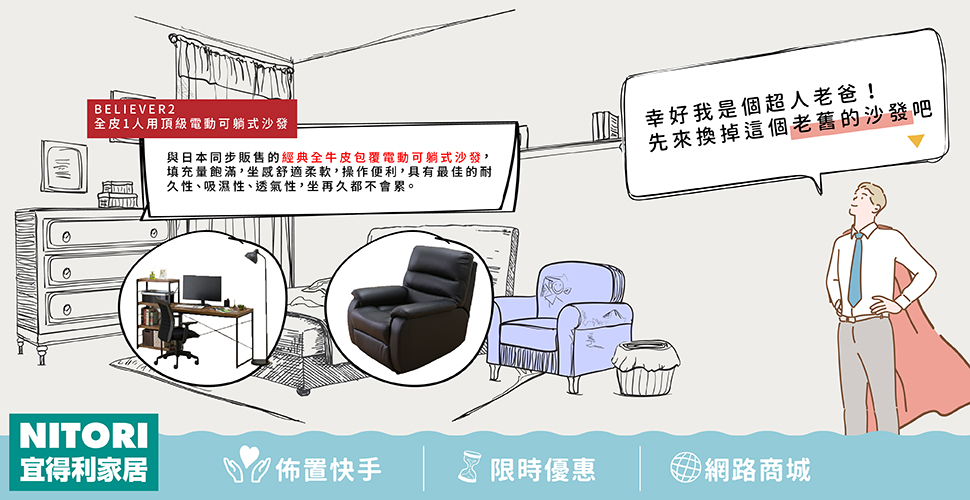 BELIEVER2
全皮1人用頂級電動可躺式沙發
與日本同步販售的經典全牛皮包覆電動可躺式沙發,
填充量飽滿,坐感舒適柔軟,操作便利,具有最佳的耐
久性、吸濕性、透氣性,坐再久都不會累。
幸好我是個超人老爸!
先來換掉這個老舊的沙發吧
NITORI
宜得利家居
佈置快手
限時優惠
網路商城